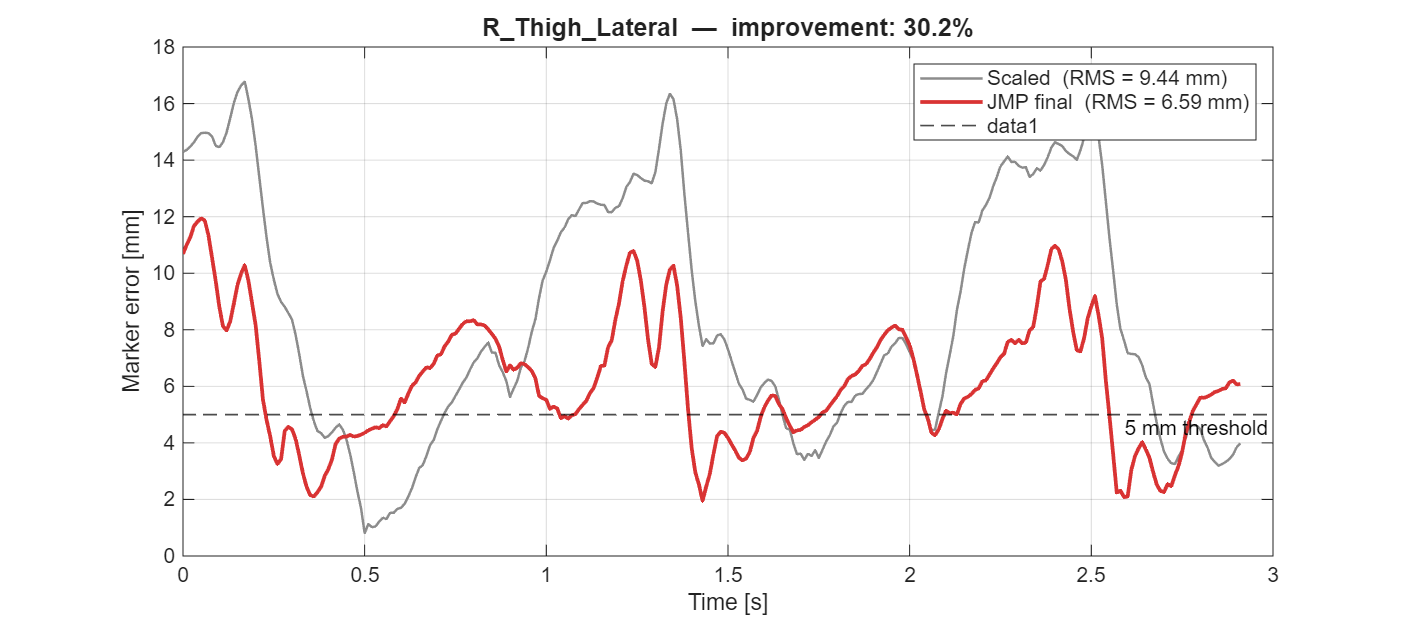 R_Thigh_Lateral — improvement: 30.2%
Marker error [mm]
18
16
14
12
10
8
6
4
2
0
Scaled (RMS = 9.44 mm)
JMP final (RMS = 6.59 mm)
data1
5 mm threshold
0 0.5 1 1.5 2 2.5 3
Time [s]